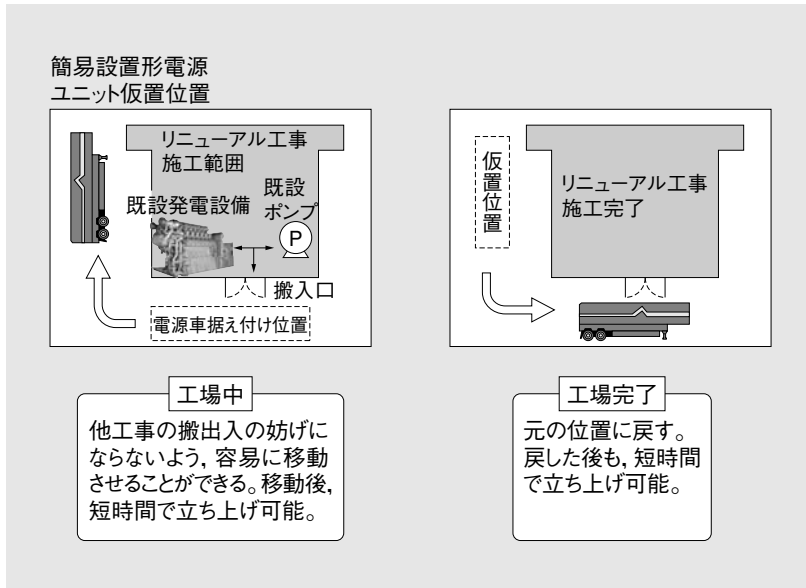 簡易設置形電源
ユニット仮置位置
リニューアル工事
施工範囲
既設発電設備
既設
ポンプ
P
搬入口
電源車据え付け位置
工場中
他工事の搬出入の妨げに
ならないよう, 容易に移動
させることができる。移動後,
短時間で立ち上げ可能。
仮置位置
リニューアル工事
施工完了
工場完了
元の位置に戻す。
戻した後も, 短時間
で立ち上げ可能。